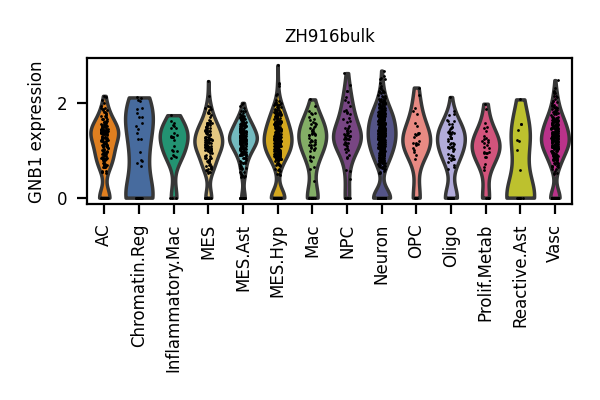 ZH916bulk
GNB1 expression
2
0
AC
Chromatin.Reg
Inflammatory.Mac
MES
MES.Ast
MES.Hyp
Mac
NPC
Neuron
OPC
Oligo
Prolif.Metab
Reactive.Ast
Vasc